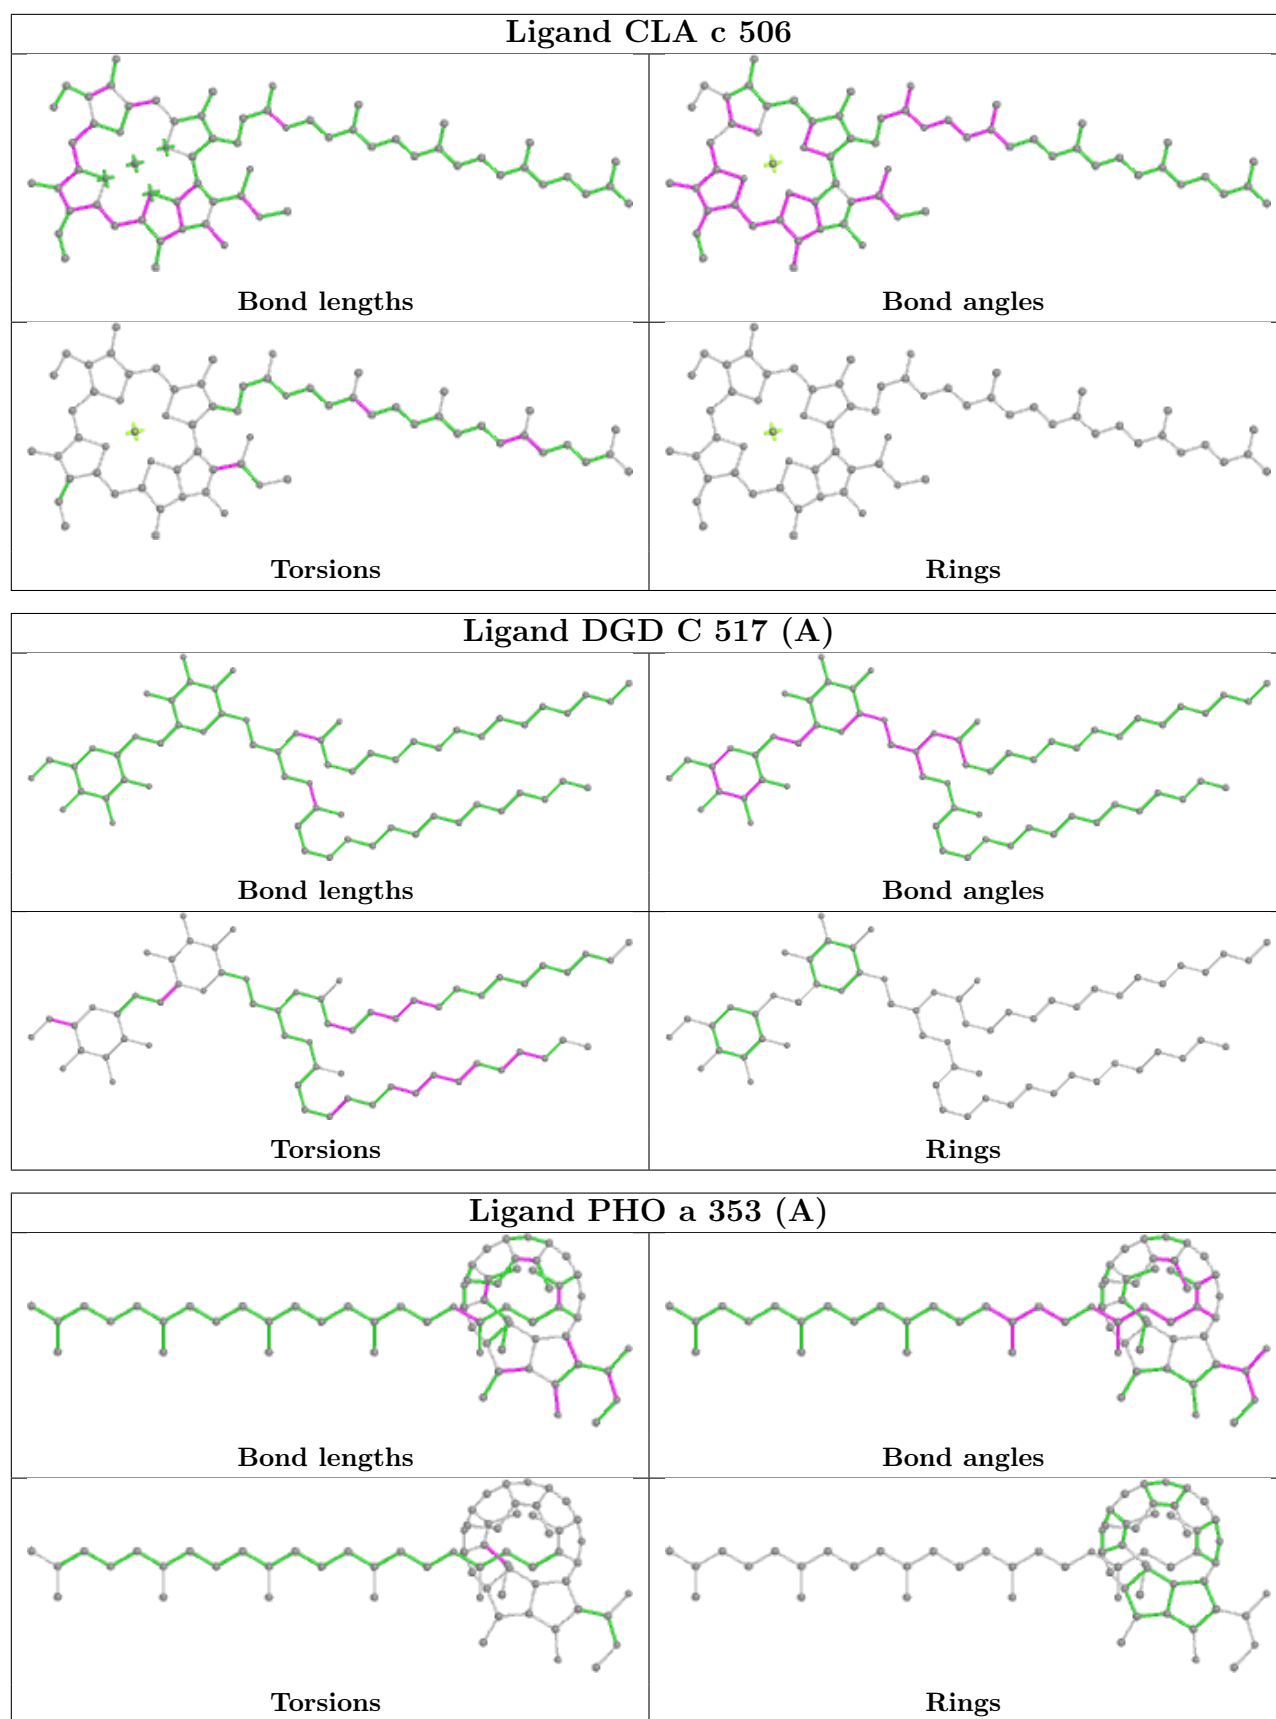 Ligand CLA c 506
Bond lengths
Bond angles
Torsions
Rings
Ligand DGD C 517 (A)
Bond lengths
Bond angles
Torsions
Rings
Ligand PHO a 353 (A)
Bond lengths
Bond angles
Torsions
Rings